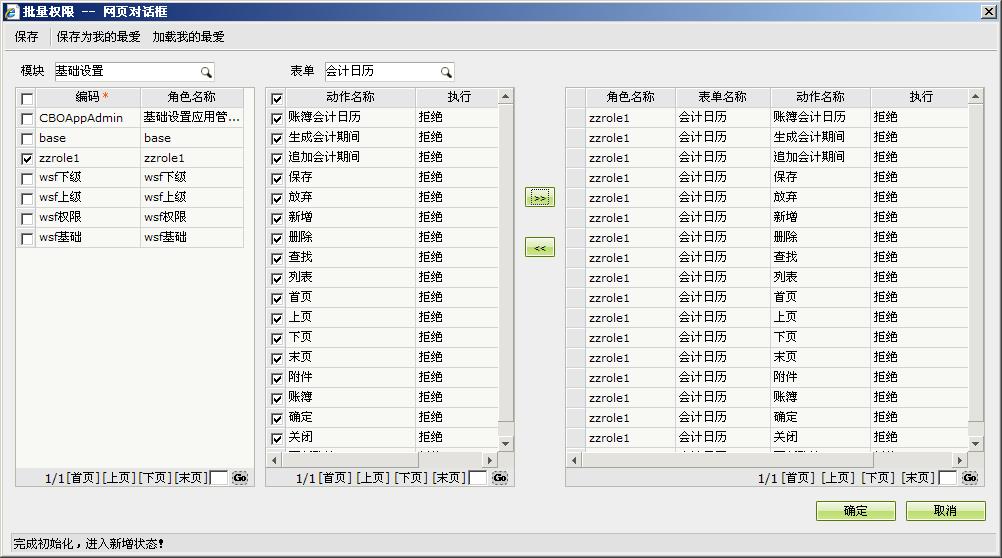 批量权限 -- 网页对话框
保存 保存为我的最爱 加载我的最爱
模块 基础设置 表单 会计日历
编码* 角色名称 动作名称 执行 角色名称 表单名称 动作名称 执行
CBOAppAdmin 基础设置应用管... 账簿会计日历 拒绝 zzrole1 会计日历 账簿会计日历 拒绝
base base 生成会计期间 拒绝 zzrole1 会计日历 生成会计期间 拒绝
zzrole1 zzrole1 追加会计期间 拒绝 zzrole1 会计日历 追加会计期间 拒绝
wsf下级 wsf下级 保存 拒绝 zzrole1 会计日历 保存 拒绝
wsf上级 wsf上级 放弃 拒绝 >> zzrole1 会计日历 放弃 拒绝
wsf权限 wsf权限 新增 拒绝 zzrole1 会计日历 新增 拒绝
wsf基础 wsf基础 删除 拒绝 << zzrole1 会计日历 删除 拒绝
查找 拒绝 zzrole1 会计日历 查找 拒绝
列表 拒绝 zzrole1 会计日历 列表 拒绝
首页 拒绝 zzrole1 会计日历 首页 拒绝
上页 拒绝 zzrole1 会计日历 上页 拒绝
下页 拒绝 zzrole1 会计日历 下页 拒绝
末页 拒绝 zzrole1 会计日历 末页 拒绝
附件 拒绝 zzrole1 会计日历 附件 拒绝
账簿 拒绝 zzrole1 会计日历 账簿 拒绝
确定 拒绝 zzrole1 会计日历 确定 拒绝
关闭 拒绝 zzrole1 会计日历 关闭 拒绝
1/1 [首页] [上页] [下页] [末页] Go 1/1 [首页] [上页] [下页] [末页] Go 1/1 [首页] [上页] [下页] [末页] Go
确定 取消
完成初始化，进入新增状态!